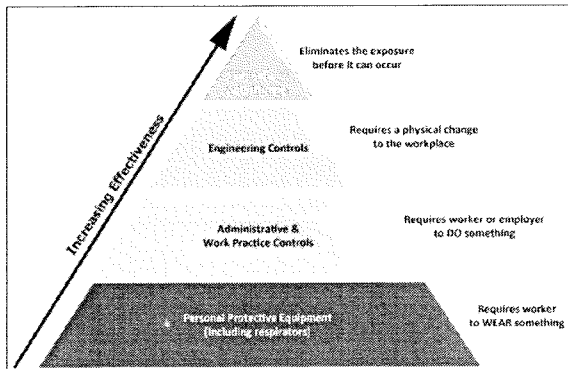 Eliminates the exposure
before it can occur
Engineering Controls
Requires a physical change
to the workplace
Increasing Effectiveness
Administrative &
Work Practice Controls
Requires worker or employer
to DO something
Personal Protective Equipment
(including respirators)
Requires worker
to WEAR something